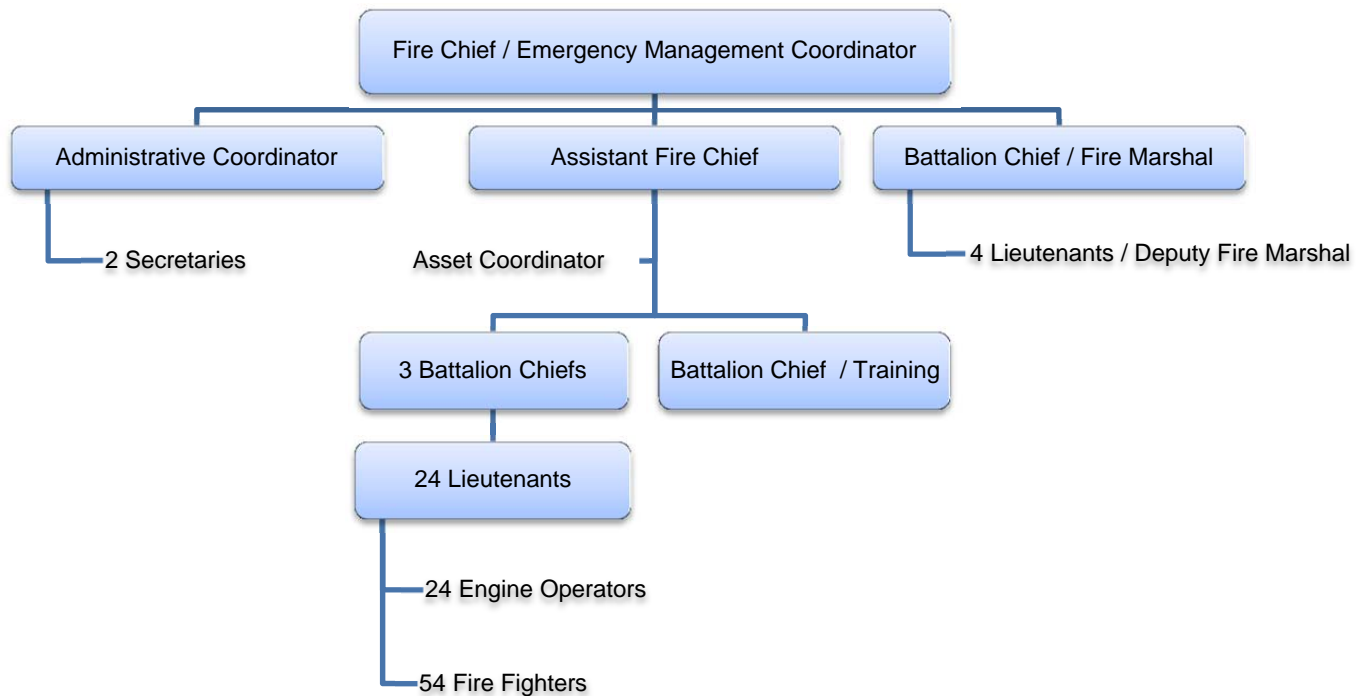 Fire Chief / Emergency Management Coordinator
Administrative Coordinator
Assistant Fire Chief
Battalion Chief / Fire Marshal
2 Secretaries
Asset Coordinator
4 Lieutenants / Deputy Fire Marshal
3 Battalion Chiefs
Battalion Chief / Training
24 Lieutenants
24 Engine Operators
54 Fire Fighters